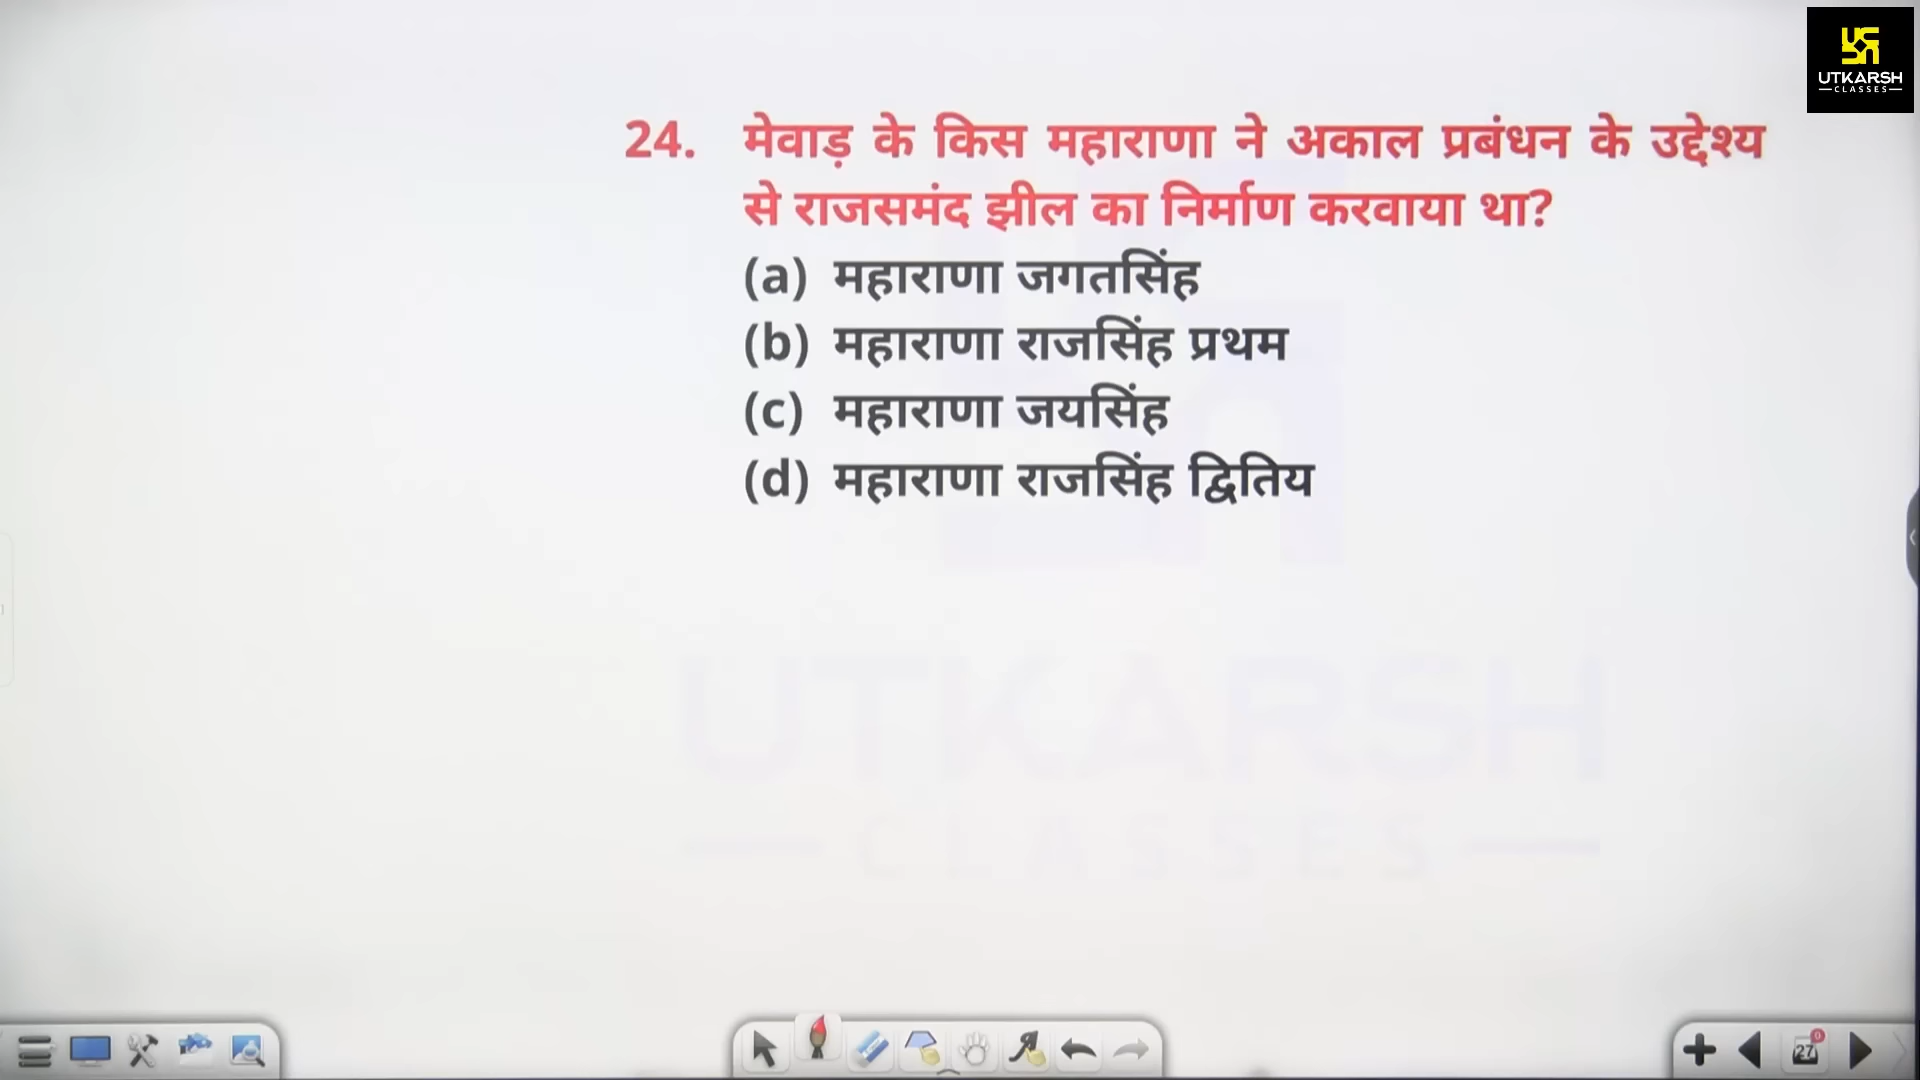 UTKARSH
CLASSES
24. मेवाड़ के किस महाराणा ने अकाल प्रबंधन के उद्देश्य
से राजसमंद झील का निर्माण करवाया था?
(a) महाराणा जगतसिंह
(b) महाराणा राजसिंह प्रथम
(c) महाराणा जयसिंह
(d) महाराणा राजसिंह द्वितिय
UTKARSH
CLASSES
27